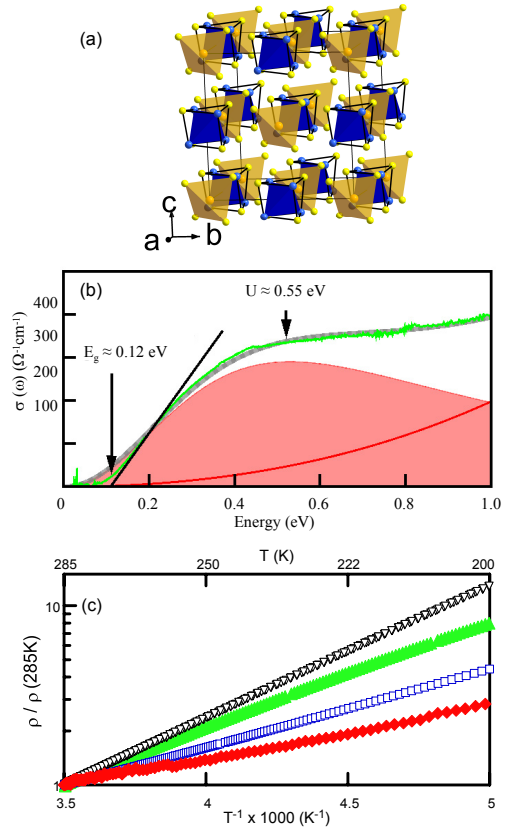 (a)
c
a
b
(b)
U ≈ 0.55 eV
E_g ≈ 0.12 eV
σ (ω) (Ω⁻¹cm⁻¹)
400
300
200
100
0
0.2
0.4
0.6
0.8
1.0
Energy (eV)
T (K)
285
250
222
200
(c)
10
1
ρ / ρ (285K)
3.5
4
4.5
5
T⁻¹ x 1000 (K⁻¹)